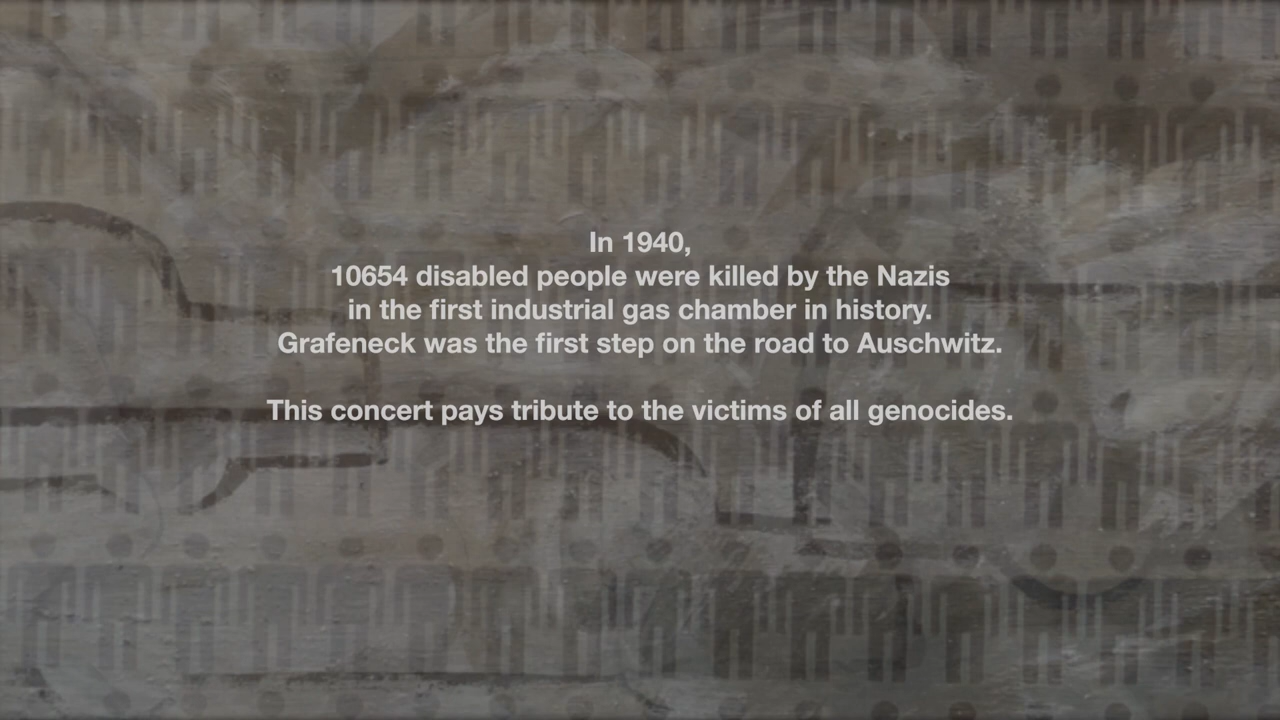 In 1940,
10654 disabled people were killed by the Nazis
in the first industrial gas chamber in history.
Grafeneck was the first step on the road to Auschwitz.
This concert pays tribute to the victims of all genocides.